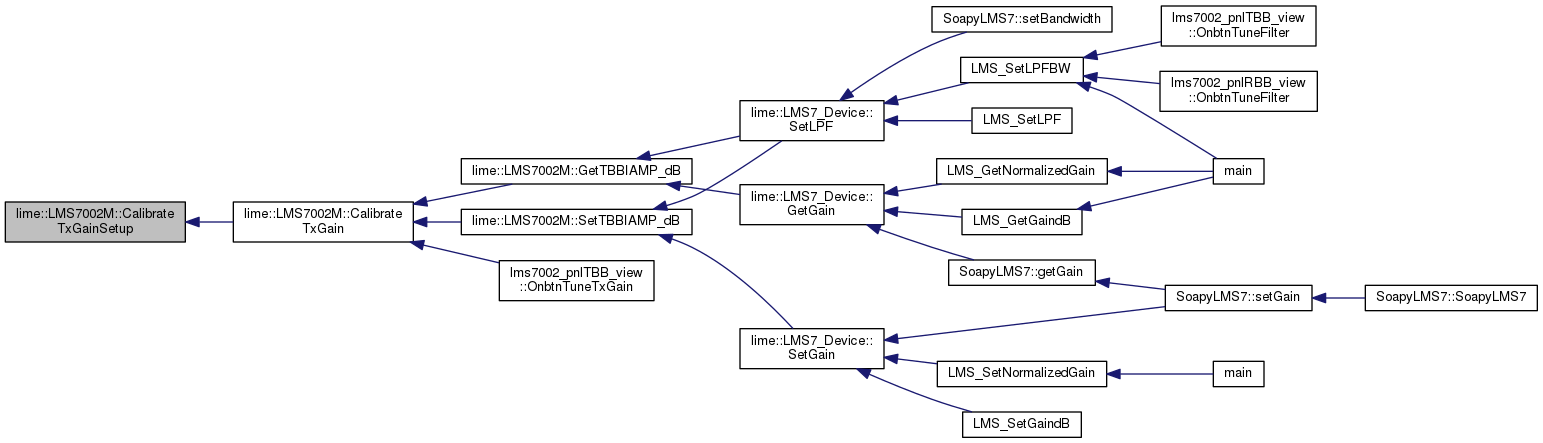 lime::LMS7002M::Calibrate
TxGainSetup
lime::LMS7002M::Calibrate
TxGain
lime::LMS7002M::GetTBBIAMP_dB
lime::LMS7002M::SetTBBIAMP_dB
lms7002_pnlTBB_view
::OnbtnTuneTxGain
lime::LMS7_Device::
SetLPF
lime::LMS7_Device::
GetGain
lime::LMS7_Device::
SetGain
SoapyLMS7::setBandwidth
LMS_SetLPFBW
LMS_SetLPF
LMS_GetNormalizedGain
LMS_GetGaindB
SoapyLMS7::getGain
LMS_SetNormalizedGain
LMS_SetGaindB
lms7002_pnlTBB_view
::OnbtnTuneFilter
lms7002_pnlRBB_view
::OnbtnTuneFilter
main
SoapyLMS7::setGain
main
SoapyLMS7::SoapyLMS7